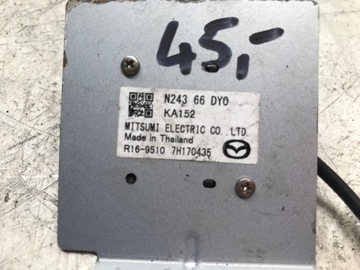 45,-
N243 66 DY0
KA152
MITSUMI ELECTRIC CO.,LTD.
Made in Thailand
R16-9510 7H170435